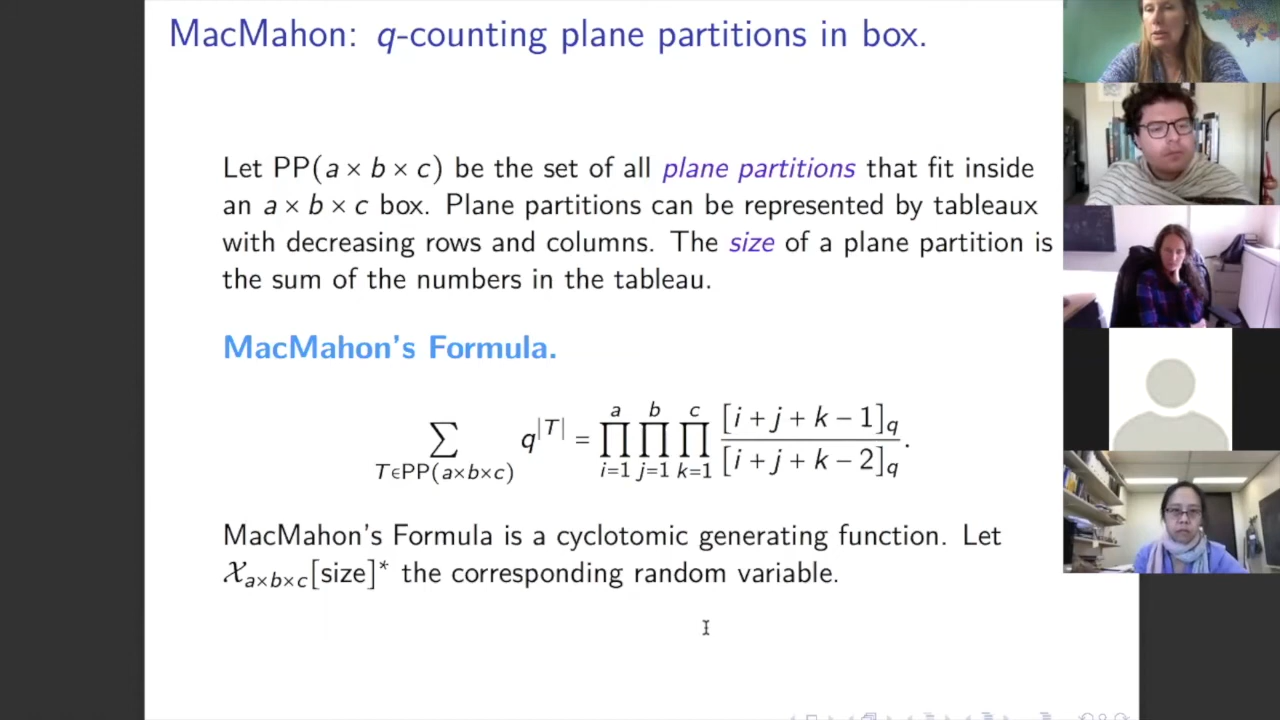 MacMahon: q-counting plane partitions in box.
Let PP(a × b × c) be the set of all plane partitions that fit inside
an a × b × c box. Plane partitions can be represented by tableaux
with decreasing rows and columns. The size of a plane partition is
the sum of the numbers in the tableau.
MacMahon's Formula.
∑_{T∈PP(a×b×c)} q^{|T|} = ∏_{i=1}^{a} ∏_{j=1}^{b} ∏_{k=1}^{c} [i + j + k − 1]_q / [i + j + k − 2]_q.
MacMahon's Formula is a cyclotomic generating function. Let
𝒳_{a×b×c}[size]* the corresponding random variable.